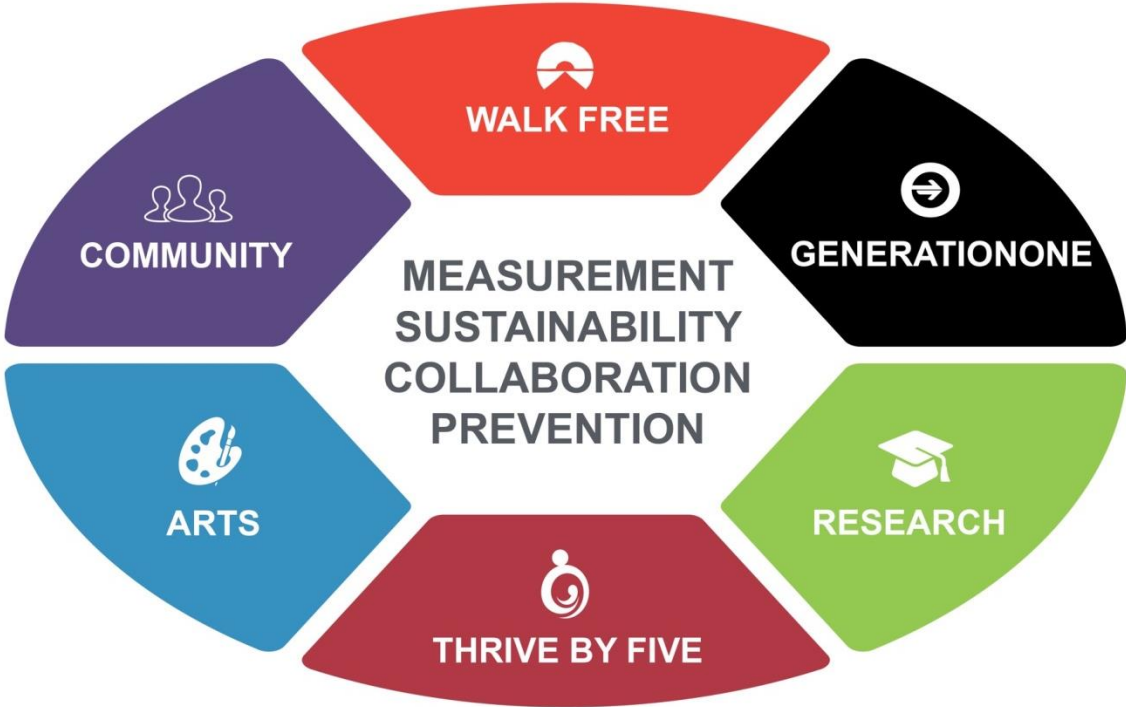 WALK FREE
COMMUNITY
GENERATIONONE
MEASUREMENT
SUSTAINABILITY
COLLABORATION
PREVENTION
ARTS
RESEARCH
THRIVE BY FIVE